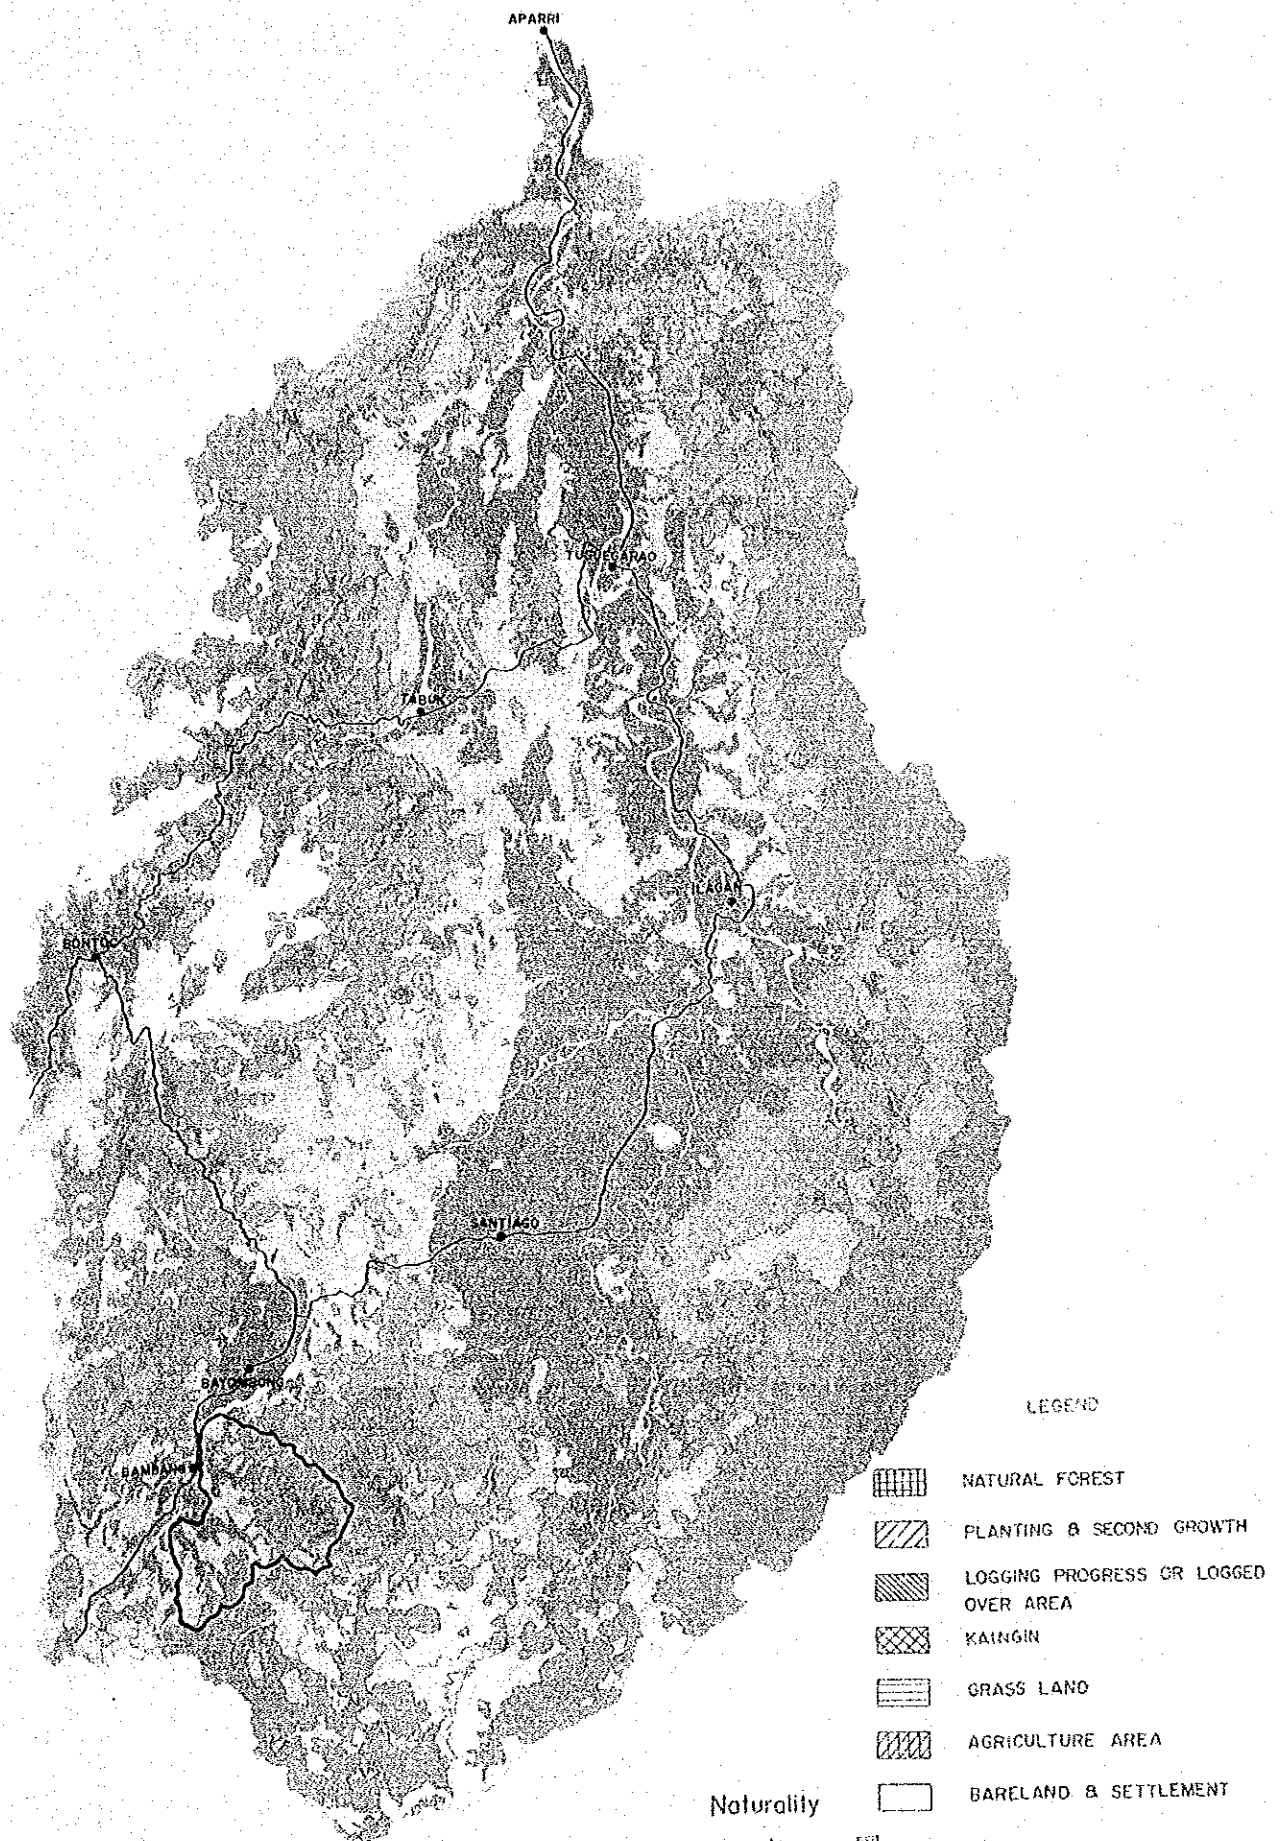 APARRI
TUGUEGARAO
TABUK
ILAGAN
BONTOC
SANTIAGO
BAYOMBONG
BAMBANG
LEGEND
NATURAL FOREST
PLANTING & SECOND GROWTH
LOGGING PROGRESS OR LOGGED
OVER AREA
KAINGIN
GRASS LAND
AGRICULTURE AREA
BARELAND & SETTLEMENT
Naturality